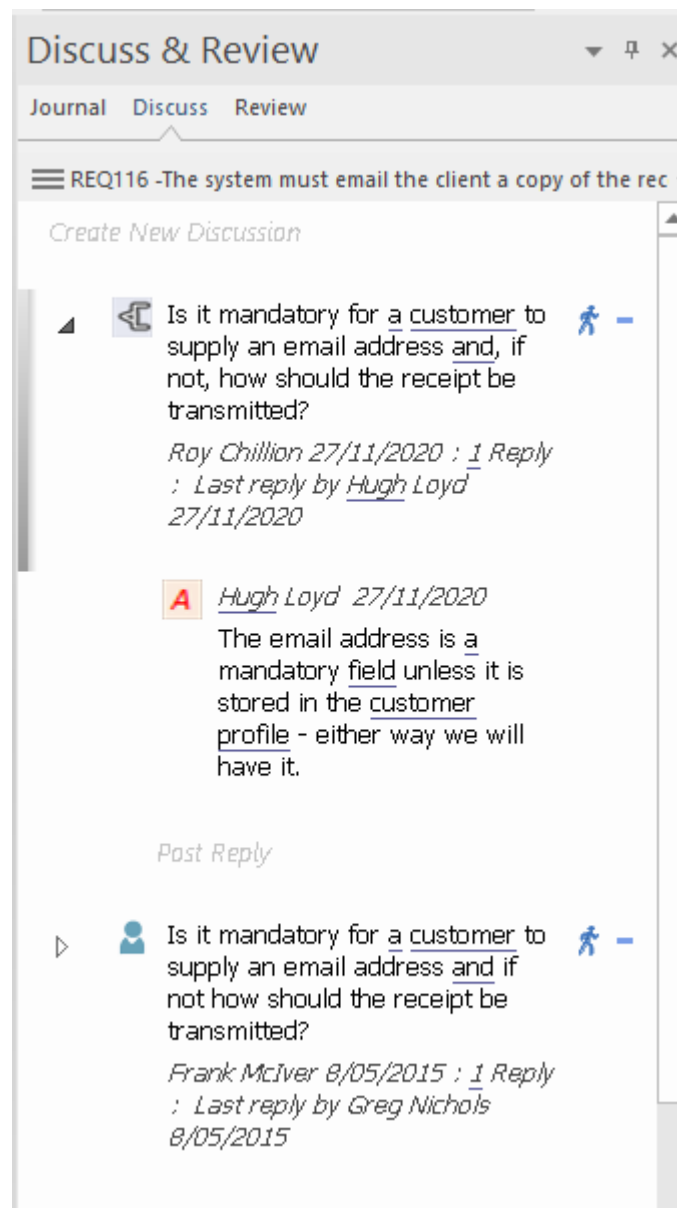 Discuss & Review
Journal Discuss Review
REQ116 -The system must email the client a copy of the rec
Create New Discussion
Is it mandatory for a customer to
supply an email address and, if
not, how should the receipt be
transmitted?
Roy Chillion 27/11/2020 : 1 Reply
: Last reply by Hugh Loyd
27/11/2020
A Hugh Loyd 27/11/2020
The email address is a
mandatory field unless it is
stored in the customer
profile - either way we will
have it.
Post Reply
Is it mandatory for a customer to
supply an email address and if
not how should the receipt be
transmitted?
Frank McIver 8/05/2015 : 1 Reply
: Last reply by Greg Nichols
8/05/2015